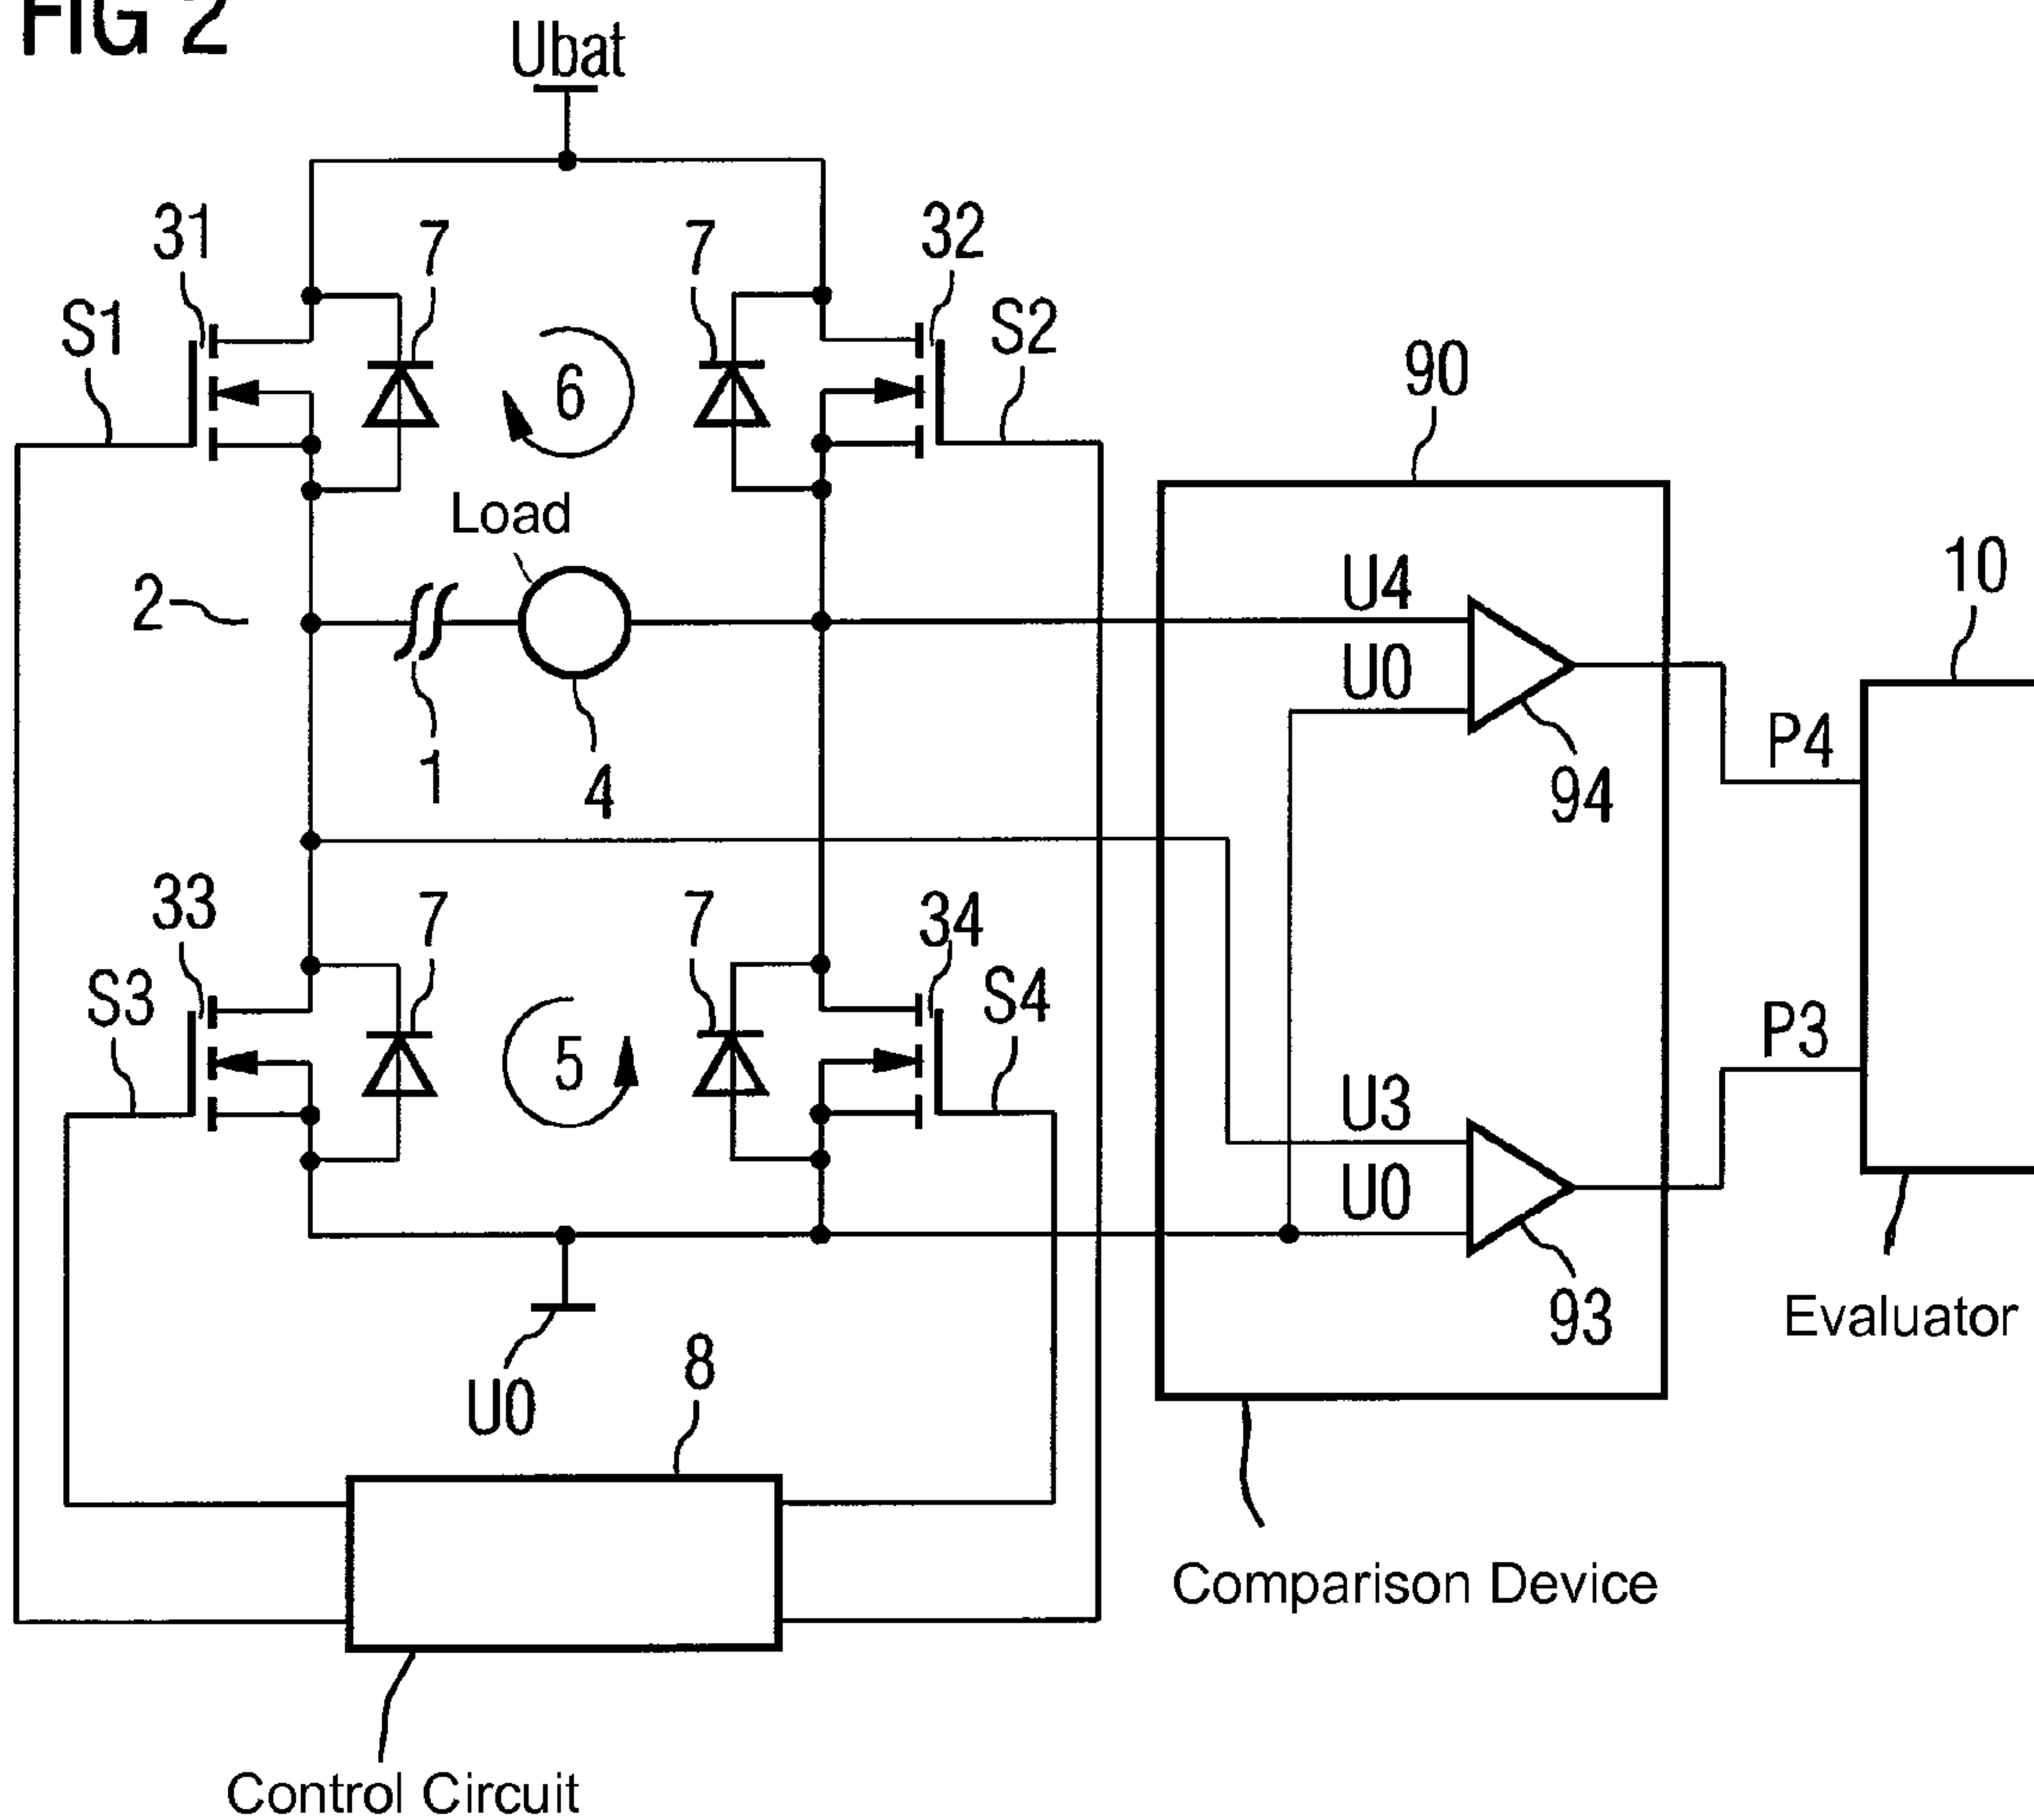 FIG 2
Ubat
31
7
7
32
S1
S2
6
90
Load
U4
10
2
U0
P4
1
4
94
33
7
7
34
S3
S4
5
P3
U3
U0
93
Evaluator
U0
8
Comparison Device
Control Circuit